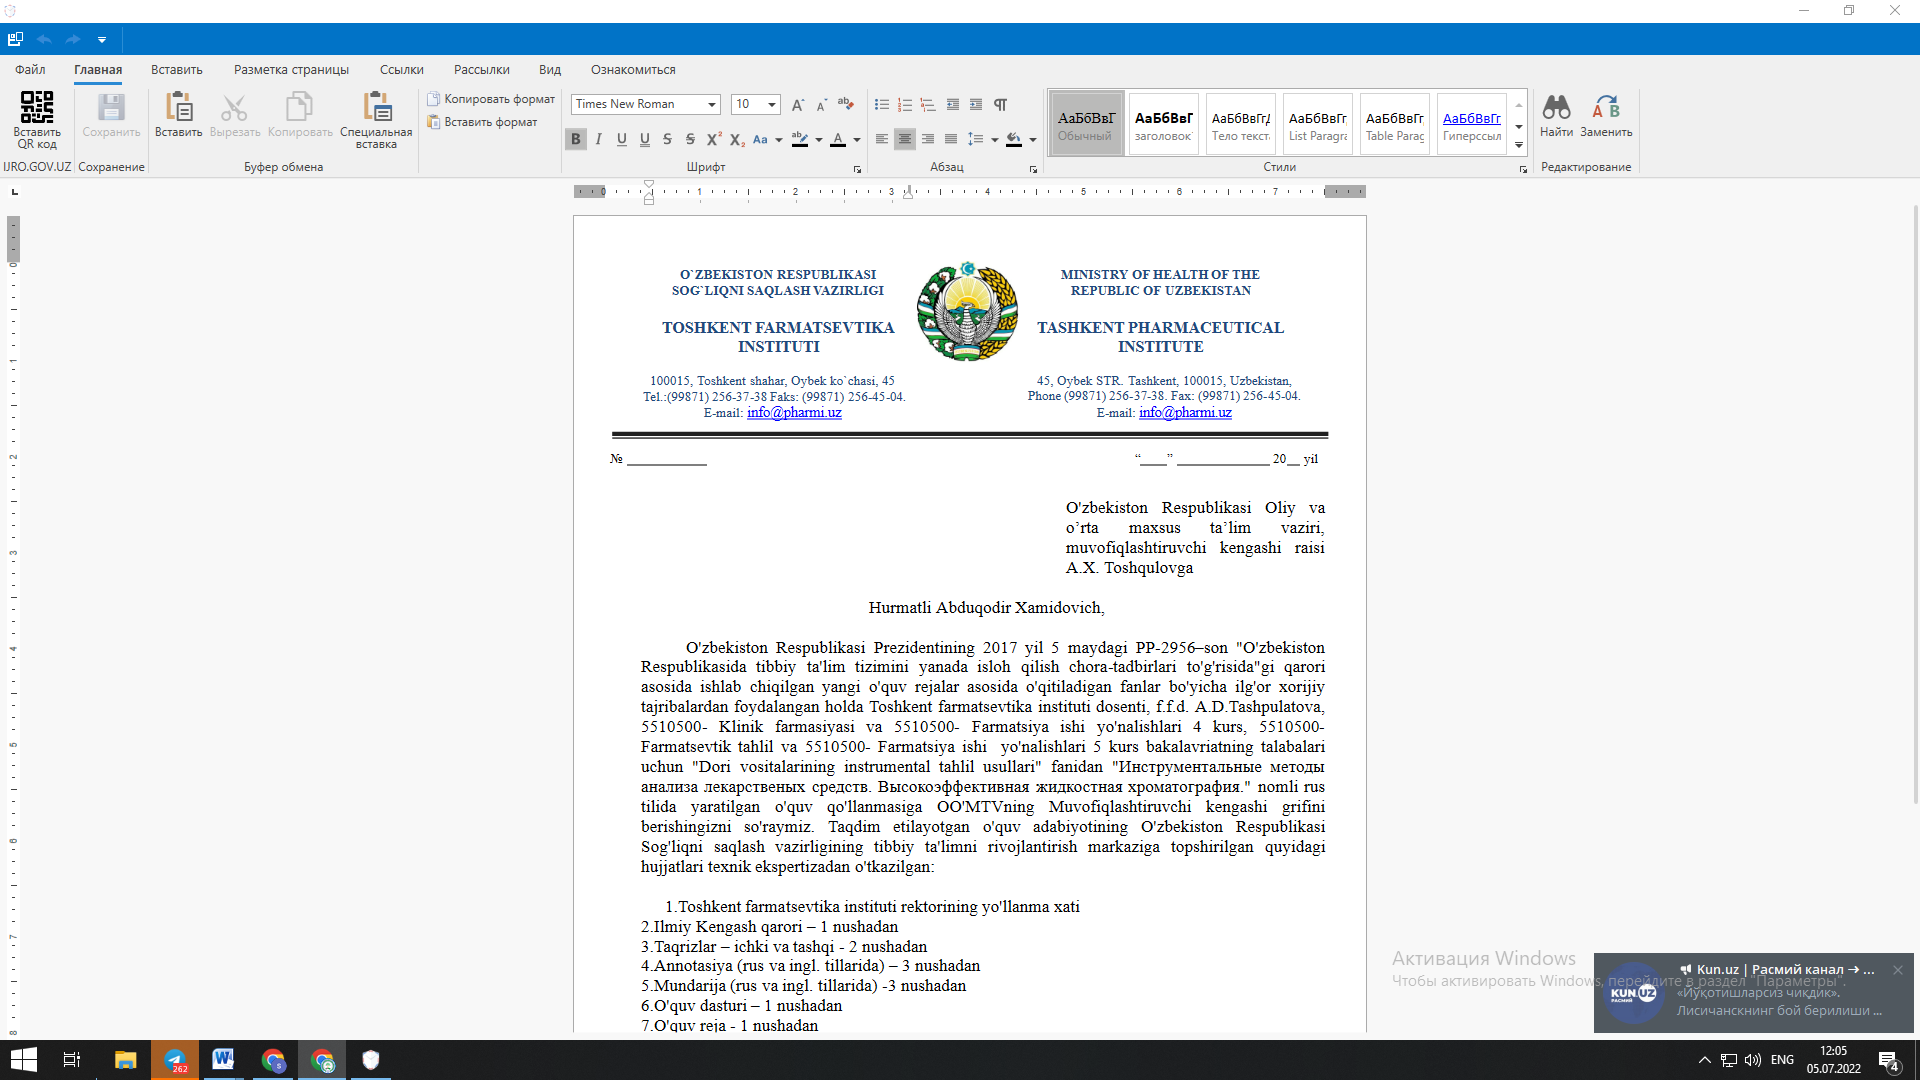 Файл
Главная
Вставить
Разметка страницы
Ссылки
Рассылки
Вид
Ознакомиться
Вставить
QR код
Сохранить
Вставить
Вырезать
Копировать
Специальная
вставка
Копировать формат
Вставить формат
Times New Roman
10
АаБбВвГ
Обычный
АаБбВвГ
заголовок
АаБбВвГгД
Тело текст
АаБбВвГг
List Paragra
АаБбВвГг
Table Parag
АаБбВвГг
Гиперссыл
Найти
Заменить
IJRO.GOV.UZ
Сохранение
Буфер обмена
Шрифт
Абзац
Стили
Редактирование
O`ZBEKISTON RESPUBLIKASI
SOG`LIQNI SAQLASH VAZIRLIGI
TOSHKENT FARMATSEVTIKA
INSTITUTI
100015, Toshkent shahar, Oybek ko`chasi, 45
Tel.:(99871) 256-37-38 Faks: (99871) 256-45-04.
E-mail: info@pharmi.uz
MINISTRY OF HEALTH OF THE
REPUBLIC OF UZBEKISTAN
TASHKENT PHARMACEUTICAL
INSTITUTE
45, Oybek STR. Tashkent, 100015, Uzbekistan,
Phone (99871) 256-37-38. Fax: (99871) 256-45-04.
E-mail: info@pharmi.uz
№ ____________
“____” ______________ 20__ yil
O'zbekiston Respublikasi Oliy va
o’rta maxsus ta’lim vaziri,
muvofiqlashtiruvchi kengashi raisi
A.X. Toshqulovga
Hurmatli Abduqodir Xamidovich,
O'zbekiston Respublikasi Prezidentining 2017 yil 5 maydagi PP-2956–son "O'zbekiston
Respublikasida tibbiy ta'lim tizimini yanada isloh qilish chora-tadbirlari to'g'risida"gi qarori
asosida ishlab chiqilgan yangi o'quv rejalar asosida o'qitiladigan fanlar bo'yicha ilg'or xorijiy
tajribalardan foydalangan holda Toshkent farmatsevtika instituti dosenti, f.f.d. A.D.Tashpulatova,
5510500- Klinik farmasiyasi va 5510500- Farmatsiya ishi yo'nalishlari 4 kurs, 5510500-
Farmatsevtik tahlil va 5510500- Farmatsiya ishi yo'nalishlari 5 kurs bakalavriatning talabalari
uchun "Dori vositalarining instrumental tahlil usullari" fanidan "Инструментальные методы
анализа лекарственых средств. Высокоэффективная жидкостная хроматография." nomli rus
tilida yaratilgan o'quv qo'llanmasiga OO'MTVning Muvofiqlashtiruvchi kengashi grifini
berishingizni so'raymiz. Taqdim etilayotgan o'quv adabiyotining O'zbekiston Respublikasi
Sog'liqni saqlash vazirligining tibbiy ta'limni rivojlantirish markaziga topshirilgan quyidagi
hujjatlari texnik ekspertizadan o'tkazilgan:
1.Toshkent farmatsevtika instituti rektorining yo'llanma xati
2.Ilmiy Kengash qarori – 1 nushadan
3.Taqrizlar – ichki va tashqi - 2 nushadan
4.Annotasiya (rus va ingl. tillarida) – 3 nushadan
5.Mundarija (rus va ingl. tillarida) -3 nushadan
6.O'quv dasturi – 1 nushadan
7.O'quv reja - 1 nushadan
Активация Windows
Чтобы активировать Windows, перейдите в раздел "Параметры".
KUN.UZ
РАСМИЙ
Kun.uz | Расмий канал → ...
«Йўқотишларсиз чиқдик».
Лисичанскнинг бой берилиши ...
262
ENG
12:05
05.07.2022
4